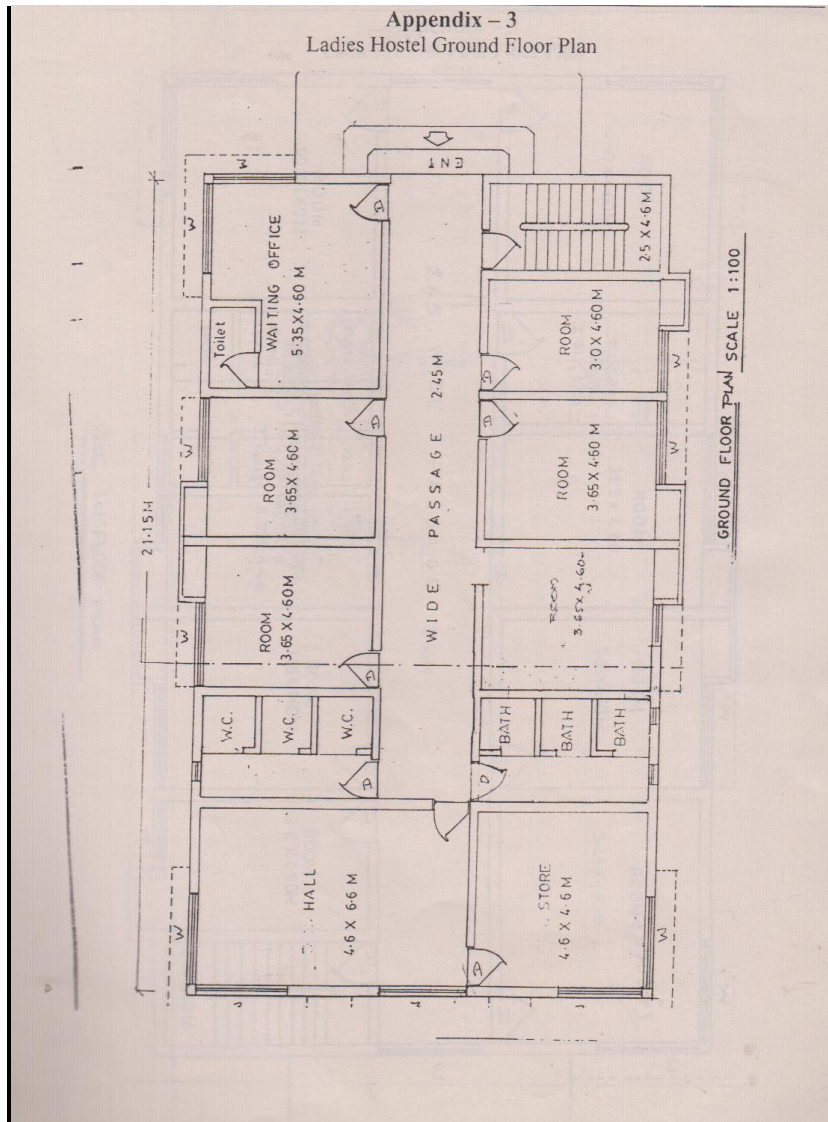 Appendix – 3
Ladies Hostel Ground Floor Plan
ENT
W
W
WAITING OFFICE
5·35 X 4·60 M
Toilet
D
2·5 X 4·6 M
ROOM
3·0 X 4·60 M
D
W
WIDE PASSAGE 2·45 M
21·15 M
W
ROOM
3·65 X 4·60 M
D
ROOM
3·65 X 4·60 M
D
W
W
ROOM
3·65 X 4·60 M
D
ROOM
3·65 X 4·60
W.C.
W.C.
W.C.
D
BATH
BATH
BATH
D
W
HALL
4·6 X 6·6 M
STORE
4·6 X 4·6 M
D
W
GROUND FLOOR PLAN SCALE 1:100